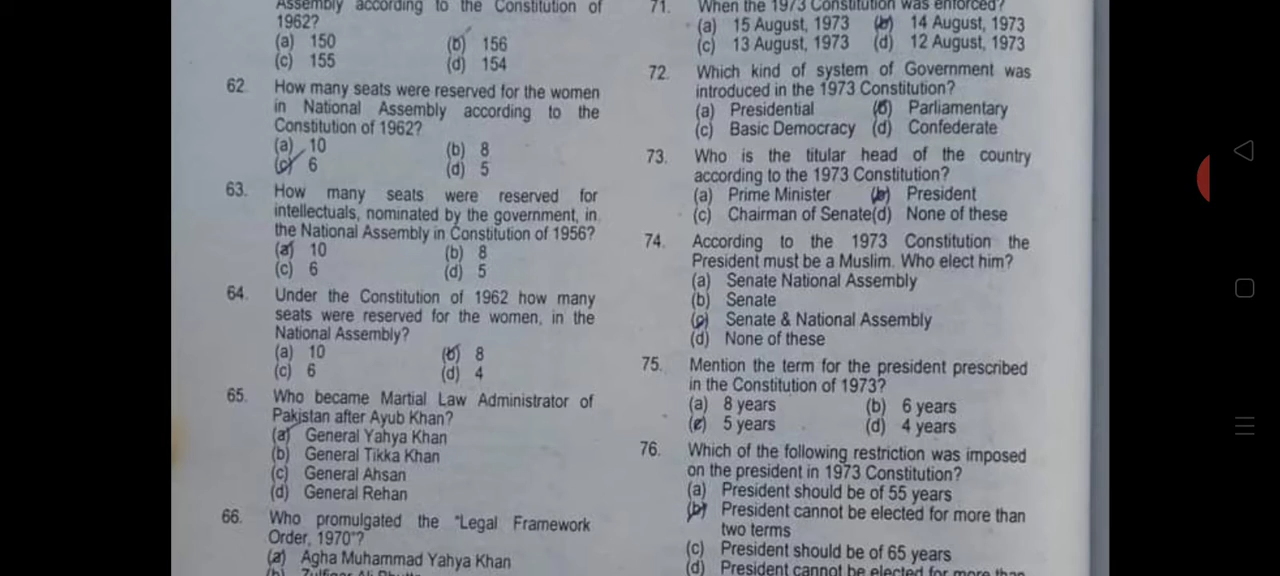 Assembly according to the Constitution of
1962?
(a) 150 (b) 156
(c) 155 (d) 154
62. How many seats were reserved for the women
in National Assembly according to the
Constitution of 1962?
(a) 10 (b) 8
(c) 6 (d) 5
63. How many seats were reserved for
intellectuals, nominated by the government, in
the National Assembly in Constitution of 1956?
(a) 10 (b) 8
(c) 6 (d) 5
64. Under the Constitution of 1962 how many
seats were reserved for the women, in the
National Assembly?
(a) 10 (b) 8
(c) 6 (d) 4
65. Who became Martial Law Administrator of
Pakistan after Ayub Khan?
(a) General Yahya Khan
(b) General Tikka Khan
(c) General Ahsan
(d) General Rehan
66. Who promulgated the "Legal Framework
Order, 1970"?
(a) Agha Muhammad Yahya Khan
(b) Zulfiqar Ali Bhutto
71. When the 1973 Constitution was enforced?
(a) 15 August, 1973 (b) 14 August, 1973
(c) 13 August, 1973 (d) 12 August, 1973
72. Which kind of system of Government was
introduced in the 1973 Constitution?
(a) Presidential (b) Parliamentary
(c) Basic Democracy (d) Confederate
73. Who is the titular head of the country
according to the 1973 Constitution?
(a) Prime Minister (b) President
(c) Chairman of Senate(d) None of these
74. According to the 1973 Constitution the
President must be a Muslim. Who elect him?
(a) Senate National Assembly
(b) Senate
(c) Senate & National Assembly
(d) None of these
75. Mention the term for the president prescribed
in the Constitution of 1973?
(a) 8 years (b) 6 years
(c) 5 years (d) 4 years
76. Which of the following restriction was imposed
on the president in 1973 Constitution?
(a) President should be of 55 years
(b) President cannot be elected for more than
two terms
(c) President should be of 65 years
(d) President cannot be elected for more than